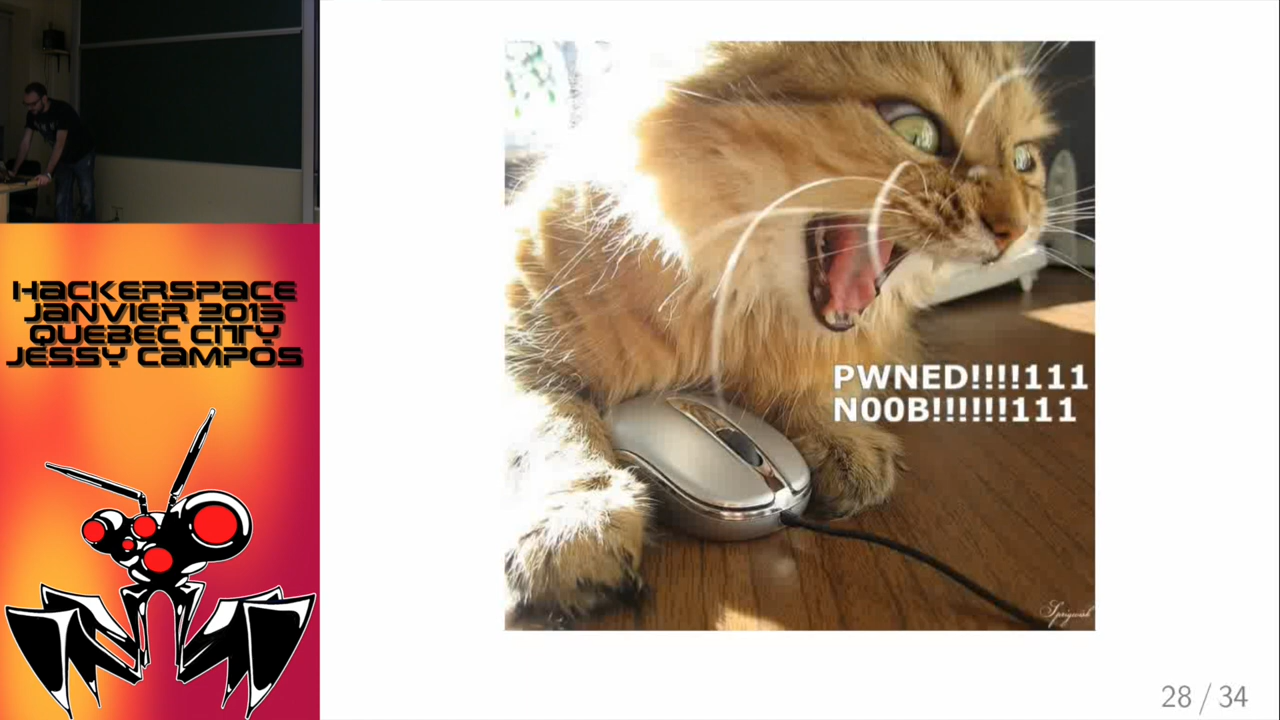 HACKERSPACE
JANVIER 2015
QUEBEC CITY
JESSY CAMPOS
PWNED!!!!111
N00B!!!!!!111
28 / 34